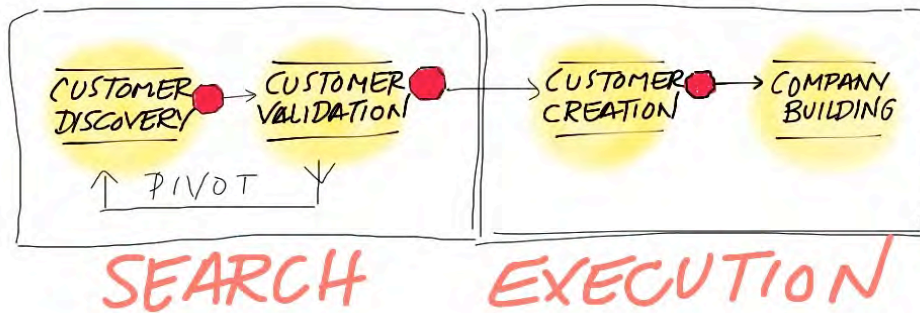 CUSTOMER DISCOVERY
CUSTOMER VALIDATION
CUSTOMER CREATION
COMPANY BUILDING
PIVOT
SEARCH
EXECUTION